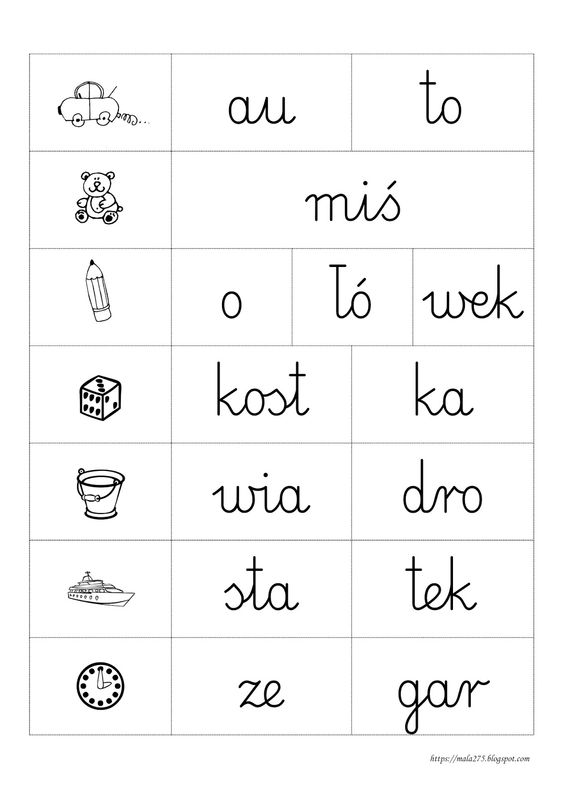 au to
miś
o łó wek
kost ka
wia dro
sta tek
ze gar
https://mala275.blogspot.com